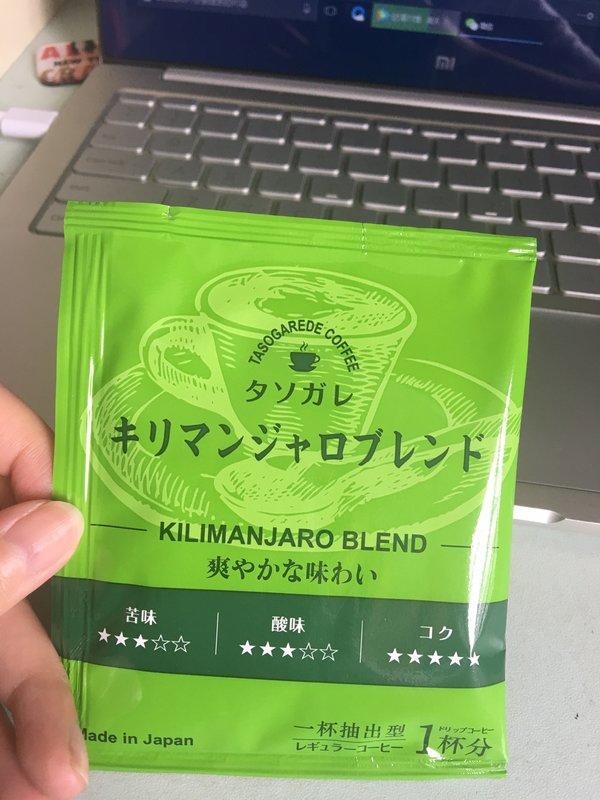 mi
TASOGAREDE COFFEE
タソガレ
キリマンジャロブレンド
KILIMANJARO BLEND
爽やかな味わい
苦味 酸味 コク
★★★☆☆ ★★★☆☆ ★★★★★
Made in Japan
一杯抽出型
レギュラーコーヒー
ドリップコーヒー
1杯分